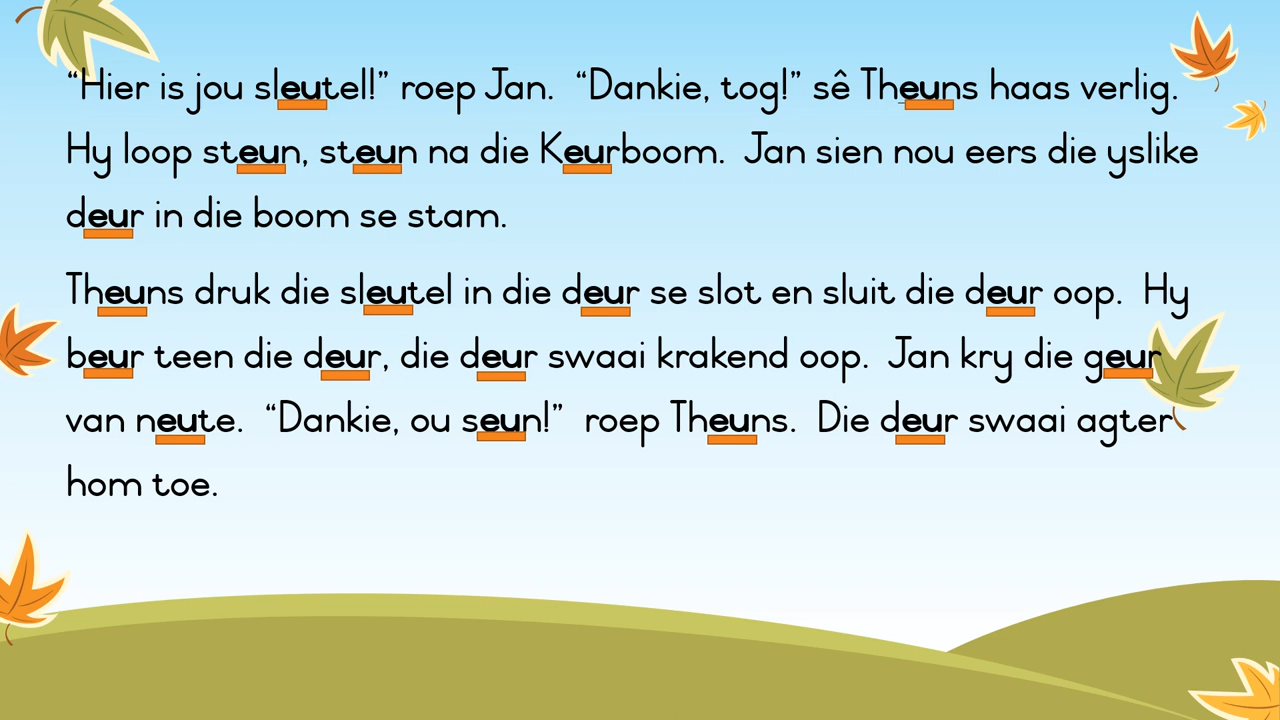 “Hier is jou sleutel!” roep Jan. “Dankie, tog!” sê Theuns haas verlig.
Hy loop steun, steun na die Keurboom. Jan sien nou eers die yslike
deur in die boom se stam.
Theuns druk die sleutel in die deur se slot en sluit die deur oop. Hy
beur teen die deur, die deur swaai krakend oop. Jan kry die geur
van neute. “Dankie, ou seun!” roep Theuns. Die deur swaai agter
hom toe.